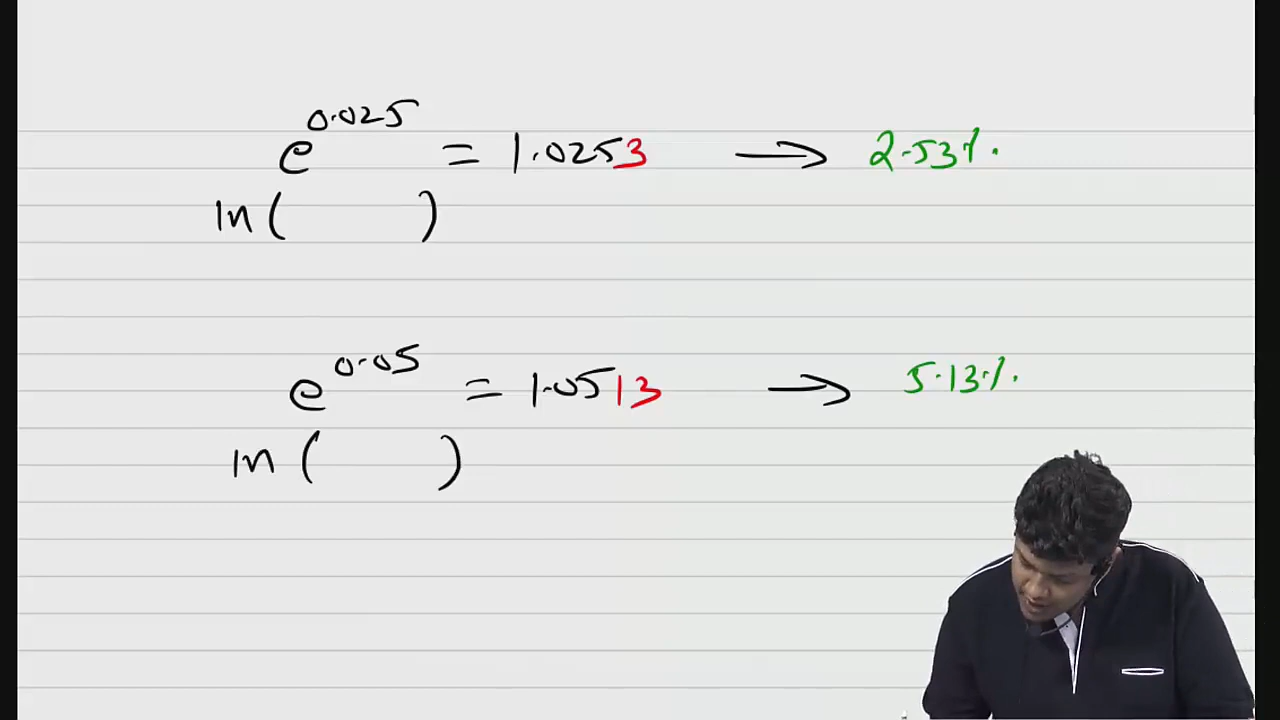 e^0.025 = 1.0253 → 2.53%.
ln (       )
e^0.05 = 1.0513 → 5.13%.
ln (       )